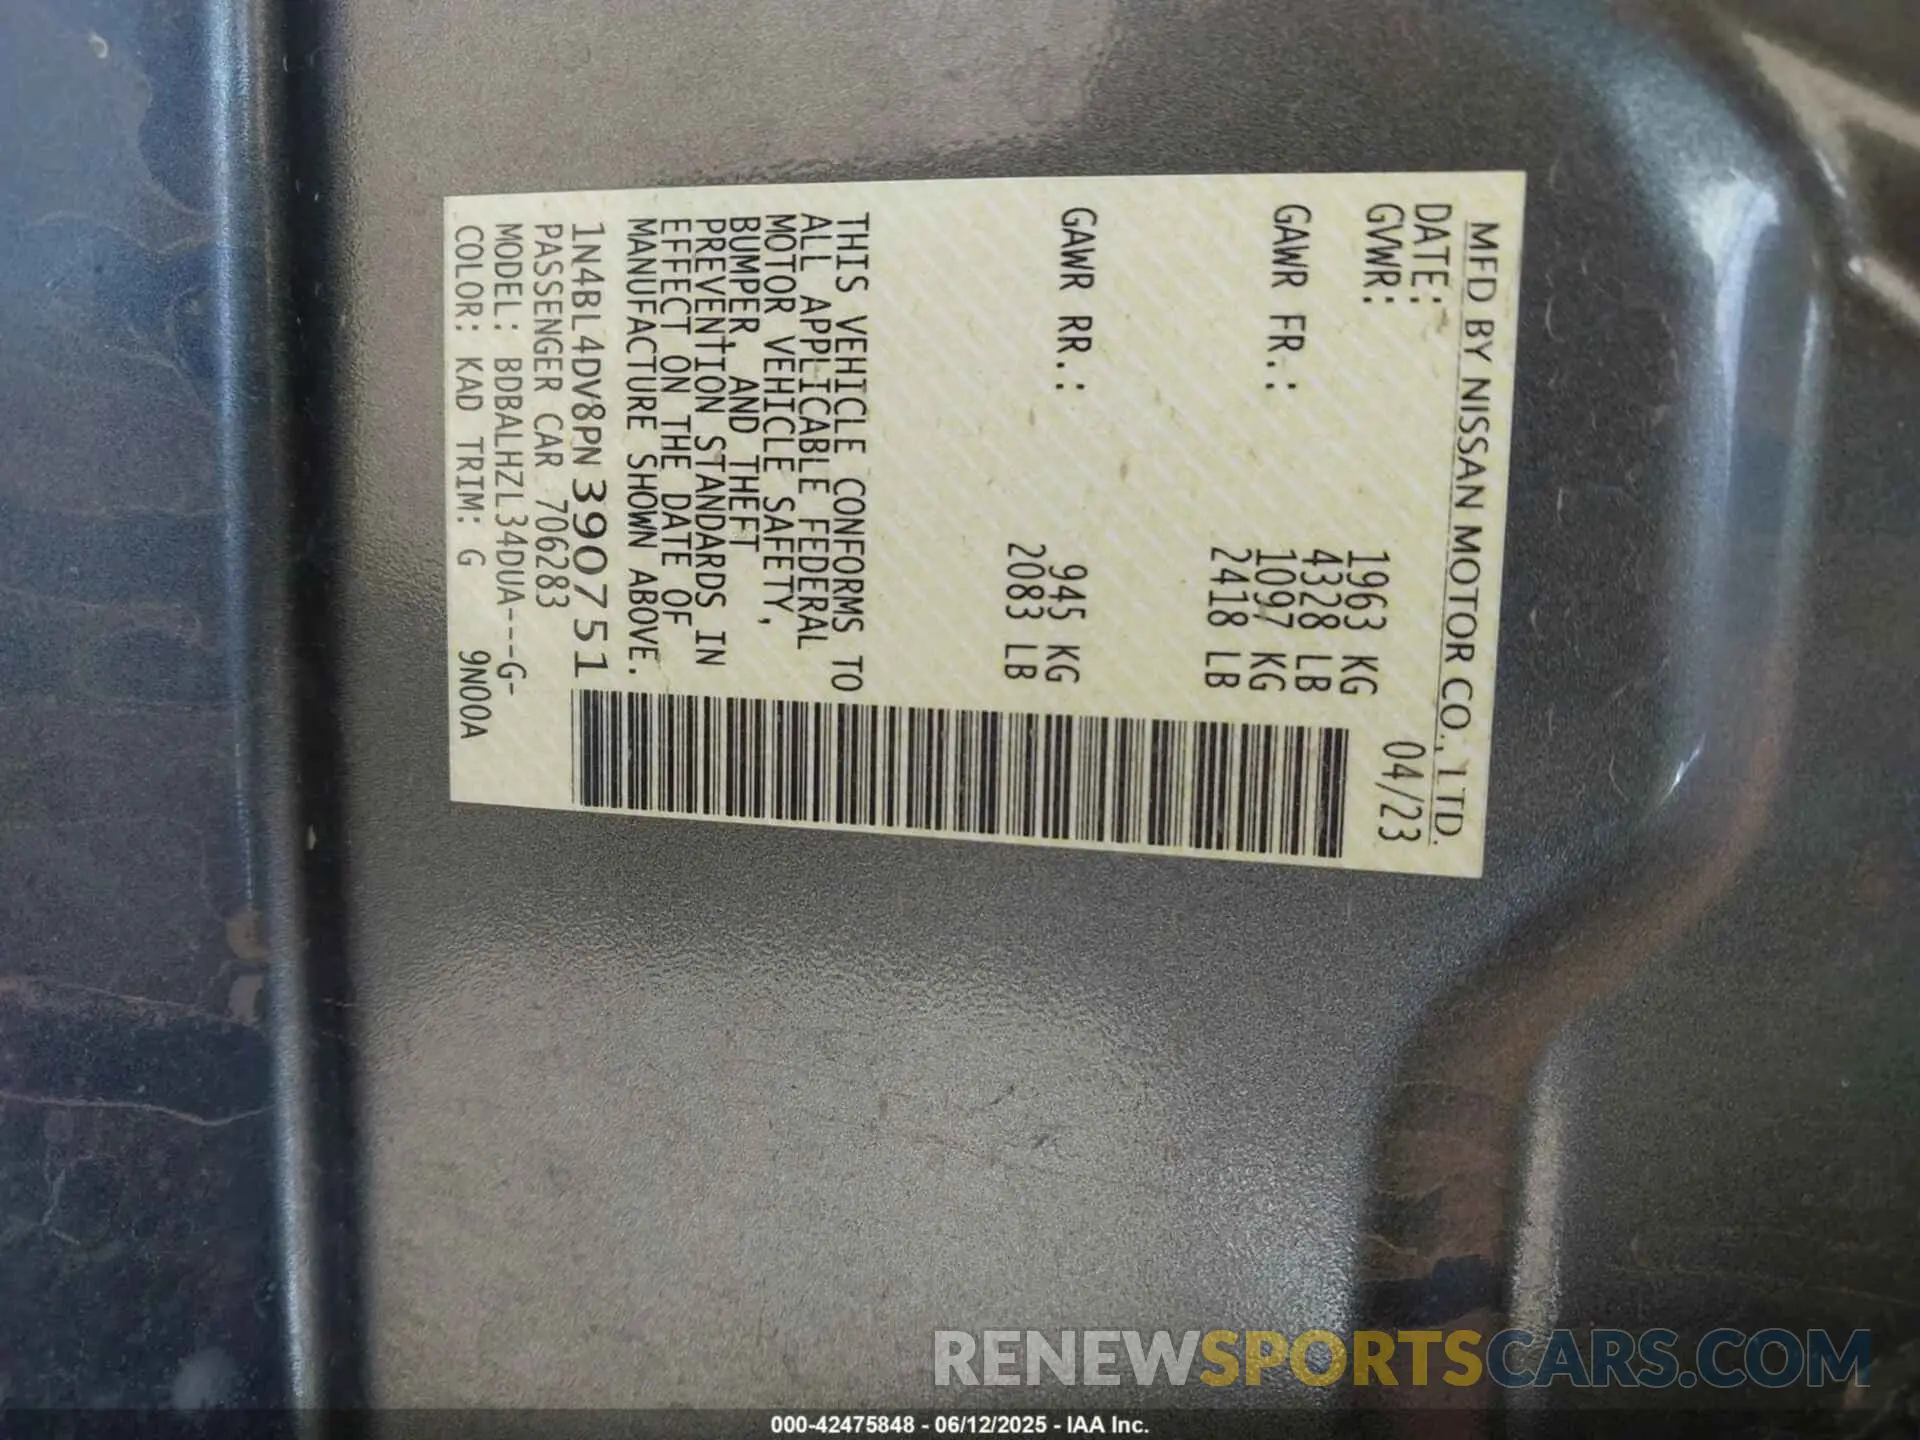 MFD BY NISSAN MOTOR CO., LTD.
DATE: 04/23
GVWR: 1963 KG
4328 LB
GAWR FR.: 1097 KG
2418 LB
GAWR RR.: 945 KG
2083 LB
THIS VEHICLE CONFORMS TO
ALL APPLICABLE FEDERAL
MOTOR VEHICLE SAFETY,
BUMPER, AND THEFT
PREVENTION STANDARDS IN
EFFECT ON THE DATE OF
MANUFACTURE SHOWN ABOVE.
1N4BL4DV8PN390751
PASSENGER CAR 706283
MODEL: BDBALHZL34DUA---G-
COLOR: KAD TRIM: G 9N00A
RENEWSPORTSCARS.COM
000-42475848 - 06/12/2025 - IAA Inc.